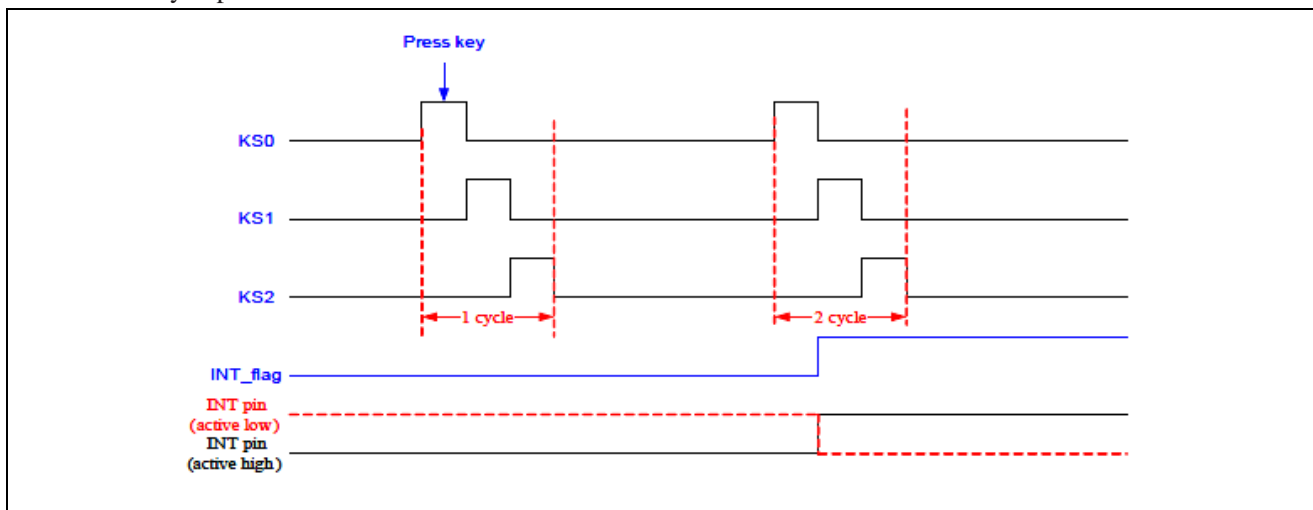 Press key
KS0
KS1
KS2
1 cycle
2 cycle
INT_flag
INT pin
(active low)
INT pin
(active high)